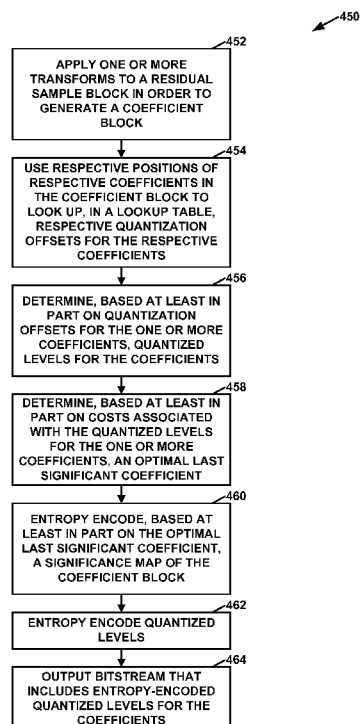 450
452
APPLY ONE OR MORE
TRANSFORMS TO A RESIDUAL
SAMPLE BLOCK IN ORDER TO
GENERATE A COEFFICIENT
BLOCK
454
USE RESPECTIVE POSITIONS OF
RESPECTIVE COEFFICIENTS IN
THE COEFFICIENT BLOCK TO
LOOK UP, IN A LOOKUP TABLE,
RESPECTIVE QUANTIZATION
OFFSETS FOR THE RESPECTIVE
COEFFICIENTS
456
DETERMINE, BASED AT LEAST IN
PART ON QUANTIZATION
OFFSETS FOR THE ONE OR MORE
COEFFICIENTS, QUANTIZED
LEVELS FOR THE COEFFICIENTS
458
DETERMINE, BASED AT LEAST IN
PART ON COSTS ASSOCIATED
WITH THE QUANTIZED LEVELS
FOR THE ONE OR MORE
COEFFICIENTS, AN OPTIMAL LAST
SIGNIFICANT COEFFICIENT
460
ENTROPY ENCODE, BASED AT
LEAST IN PART ON THE OPTIMAL
LAST SIGNIFICANT COEFFICIENT,
A SIGNIFICANCE MAP OF THE
COEFFICIENT BLOCK
462
ENTROPY ENCODE QUANTIZED
LEVELS
464
OUTPUT BITSTREAM THAT
INCLUDES ENTROPY-ENCODED
QUANTIZED LEVELS FOR THE
COEFFICIENTS